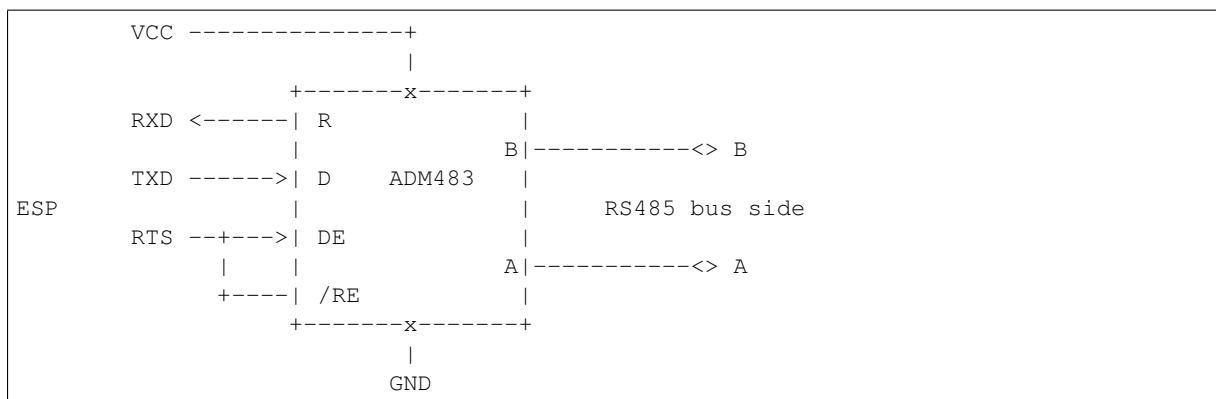 VCC ---------------+
|
+-------x-------+
RXD <------| R |
| B|-----------<> B
TXD ------>| D ADM483 |
ESP | | RS485 bus side
RTS --+--->| DE |
| | A|-----------<> A
+----| /RE |
+-------x-------+
|
GND